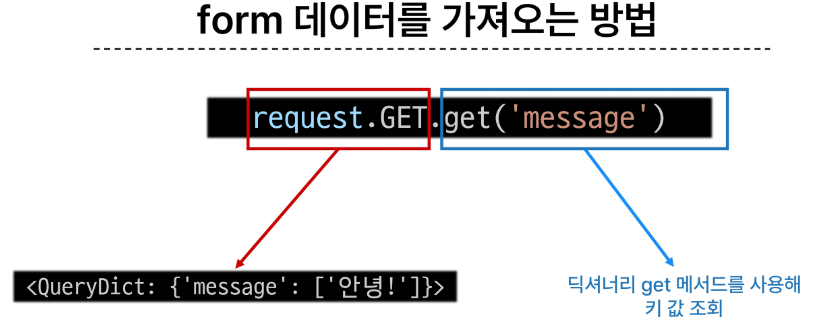 form 데이터를 가져오는 방법
request.GET.get('message')
<QueryDict: {'message': ['안녕!']}>
딕셔너리 get 메서드를 사용해
키 값 조회